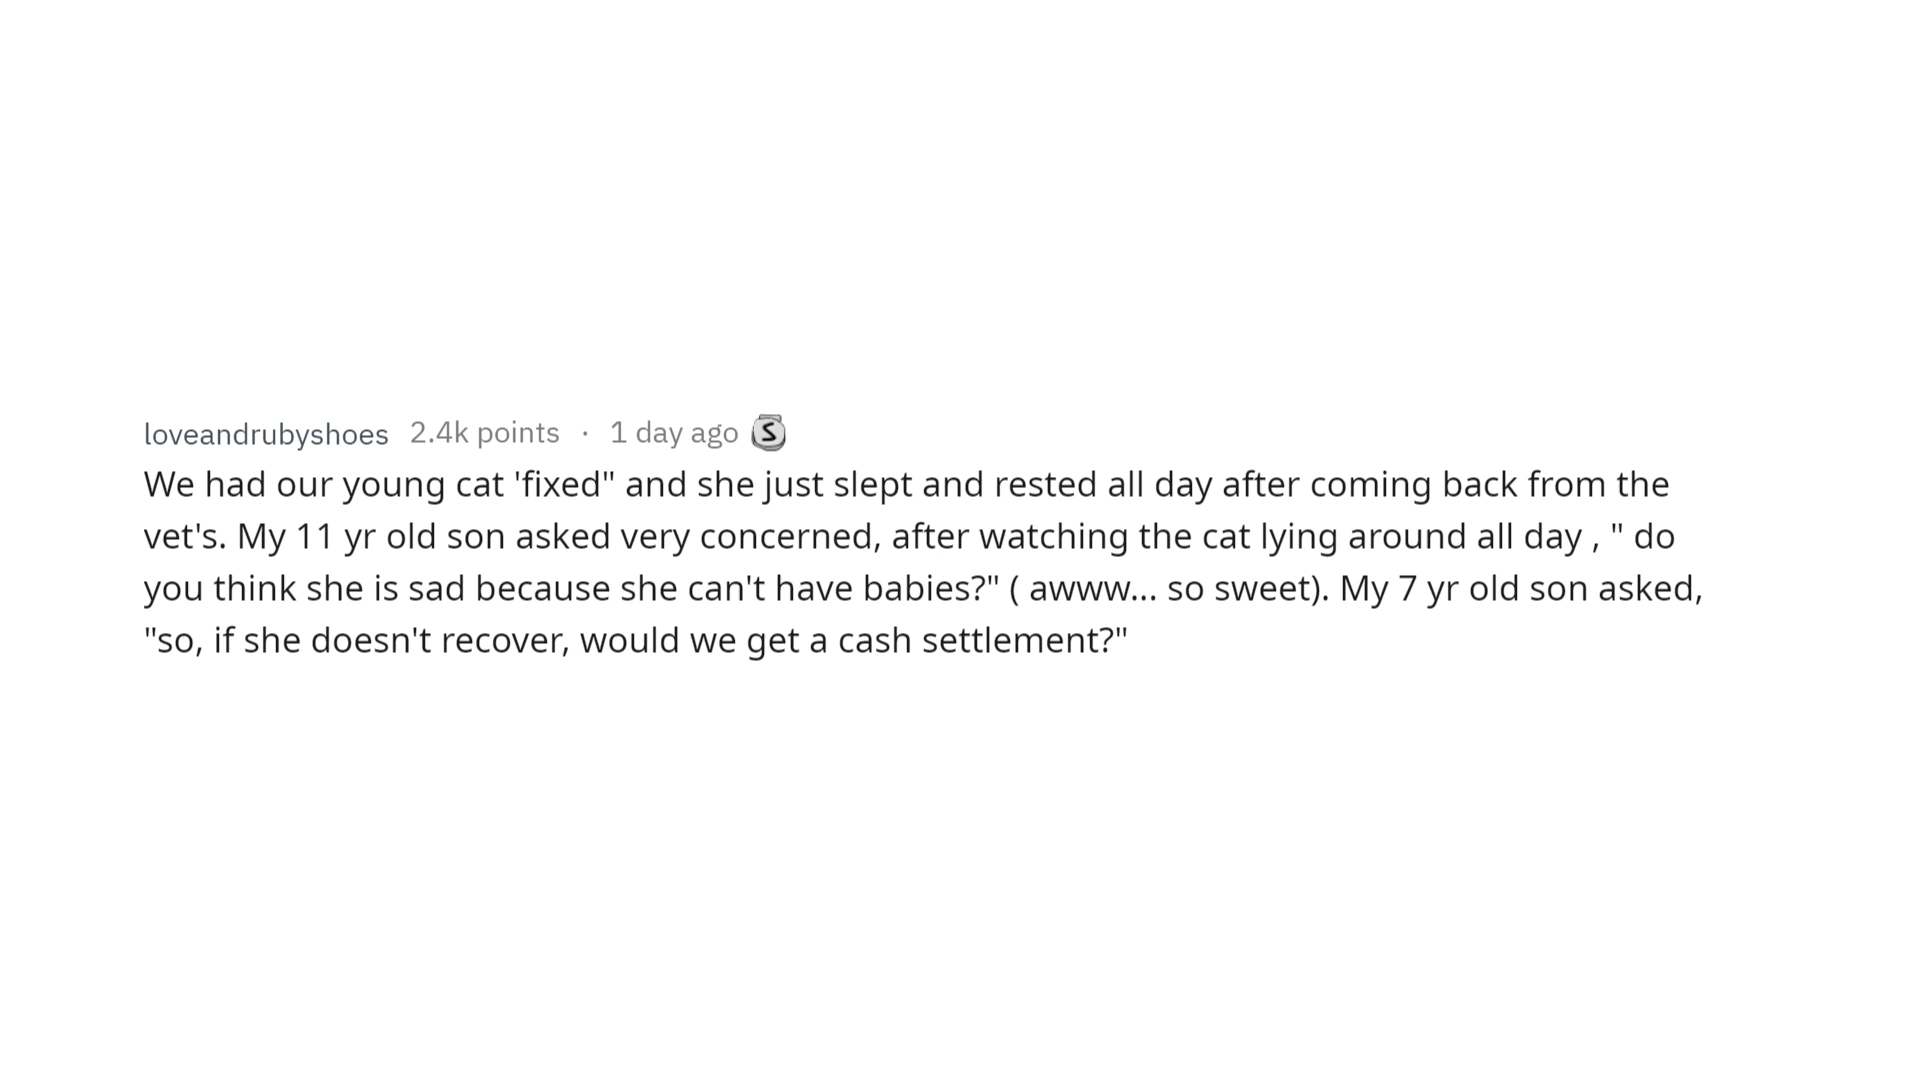 loveandrubyshoes 2.4k points · 1 day ago S
We had our young cat 'fixed" and she just slept and rested all day after coming back from the
vet's. My 11 yr old son asked very concerned, after watching the cat lying around all day , " do
you think she is sad because she can't have babies?" ( awww... so sweet). My 7 yr old son asked,
"so, if she doesn't recover, would we get a cash settlement?"